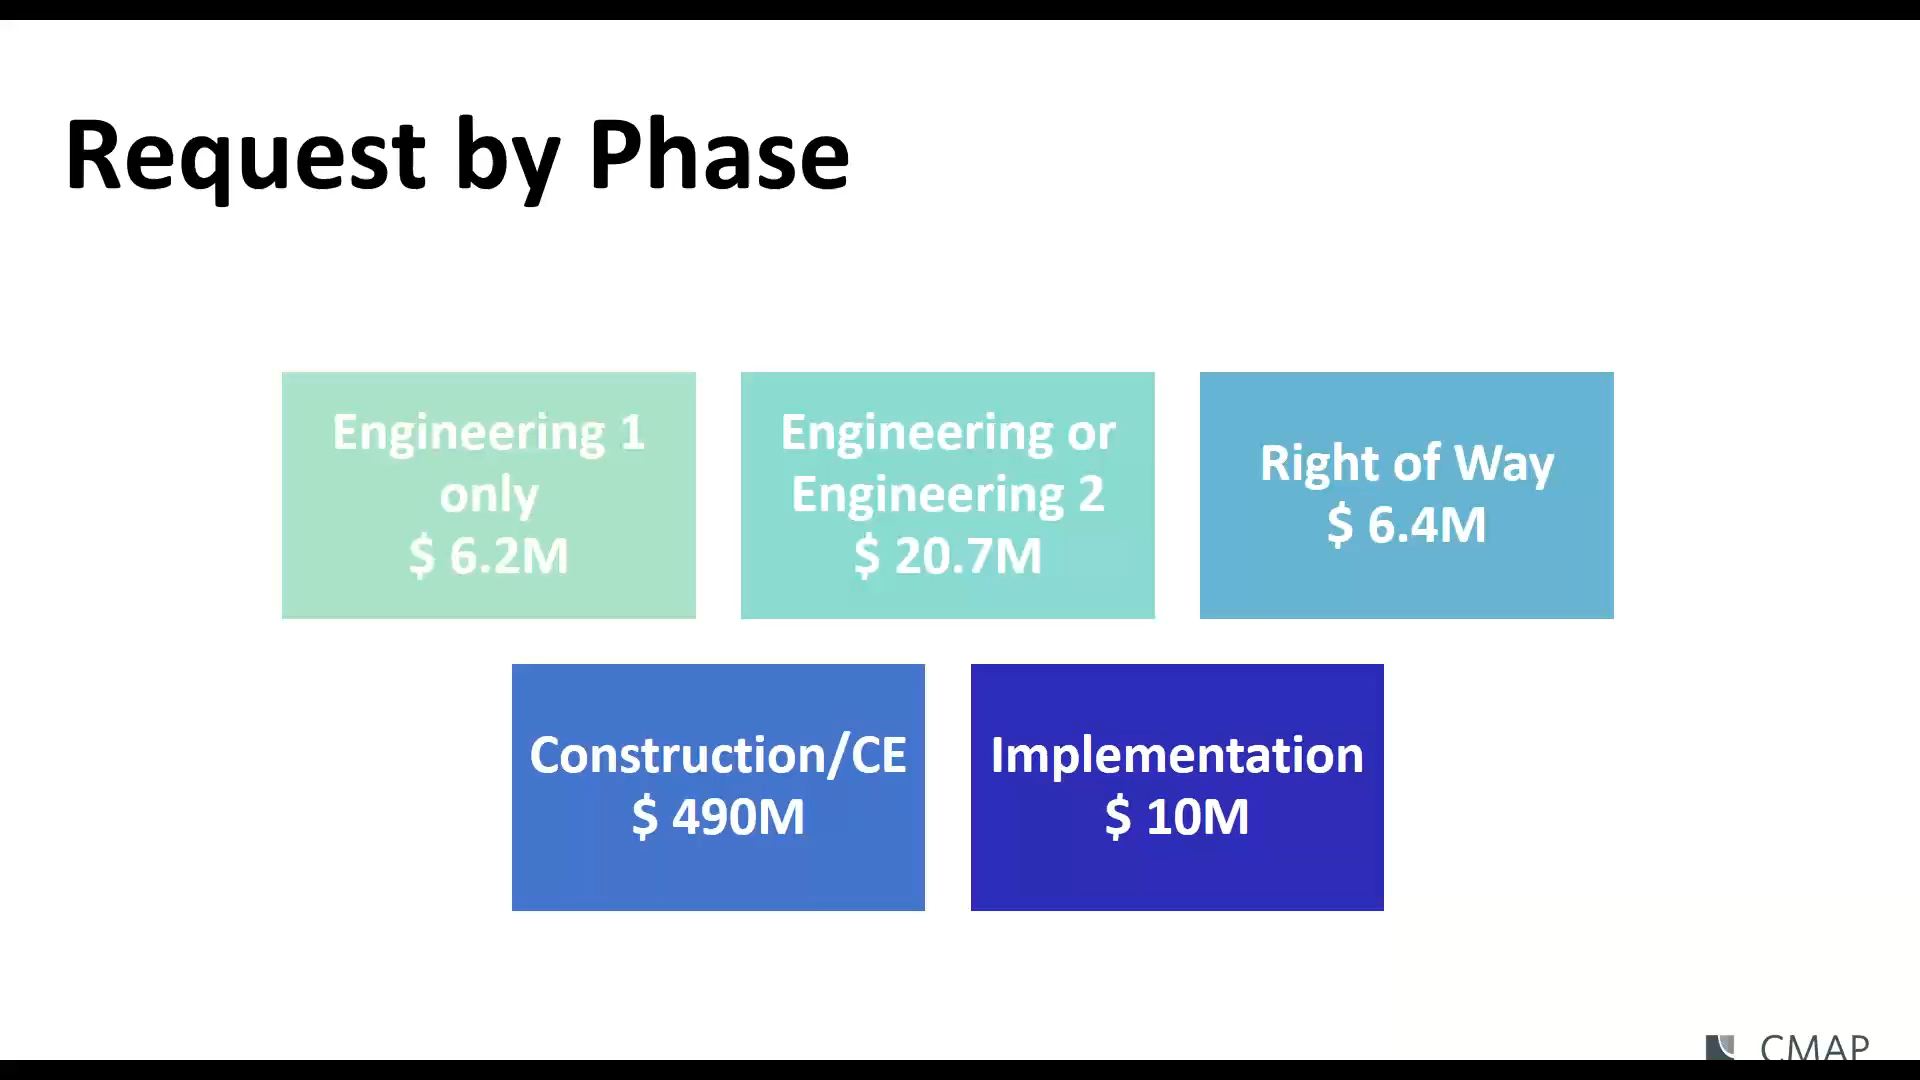 Request by Phase
Engineering 1
only
$ 6.2M
Engineering or
Engineering 2
$ 20.7M
Right of Way
$ 6.4M
Construction/CE
$ 490M
Implementation
$ 10M
CMAP